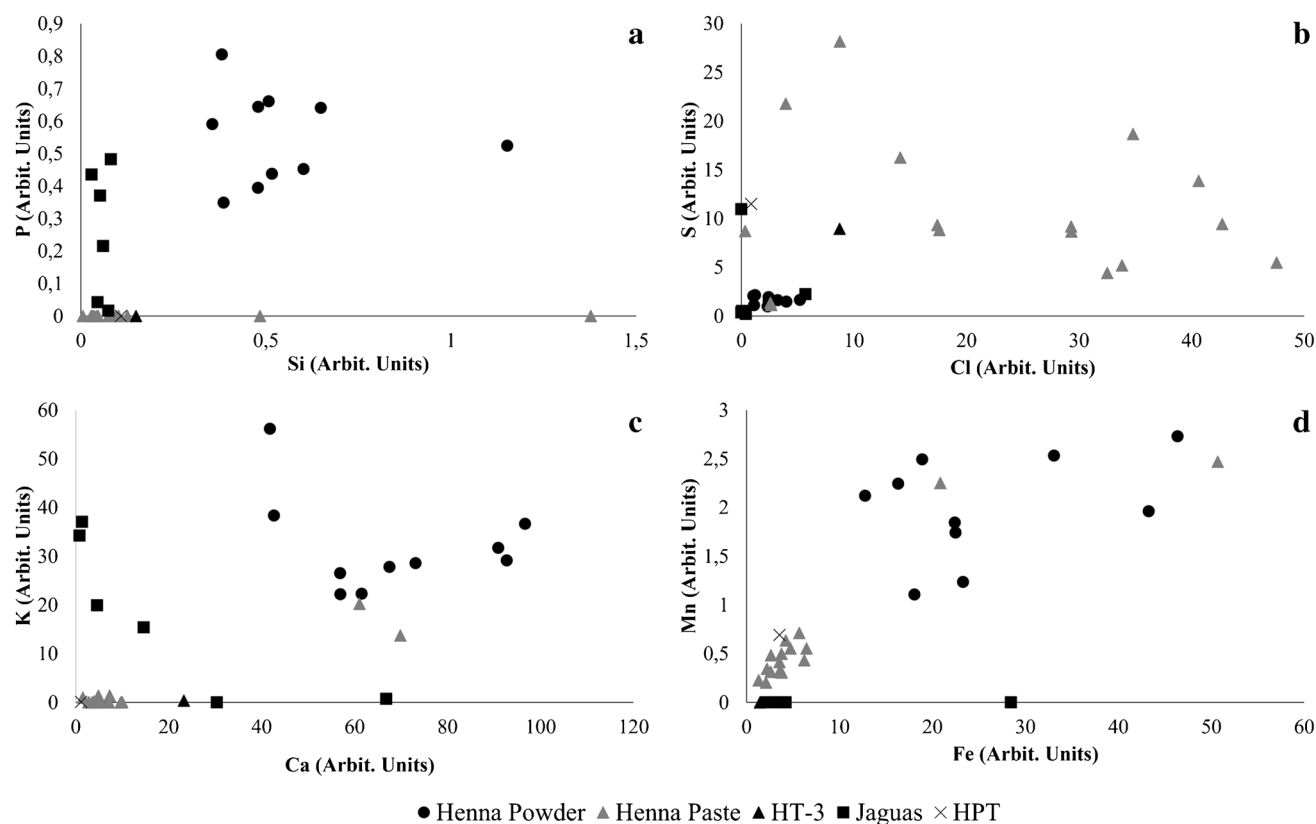 a
0,9
0,8
0,7
0,6
0,5
0,4
0,3
0,2
0,1
0
P (Arbit. Units)
0 0,5 1 1,5
Si (Arbit. Units)
b
30
25
20
15
10
5
0
S (Arbit. Units)
0 10 20 30 40 50
Cl (Arbit. Units)
c
60
50
40
30
20
10
0
K (Arbit. Units)
0 20 40 60 80 100 120
Ca (Arbit. Units)
d
3
2,5
2
1,5
1
0,5
0
Mn (Arbit. Units)
0 10 20 30 40 50 60
Fe (Arbit. Units)
Henna Powder Henna Paste HT-3 Jaguas HPT